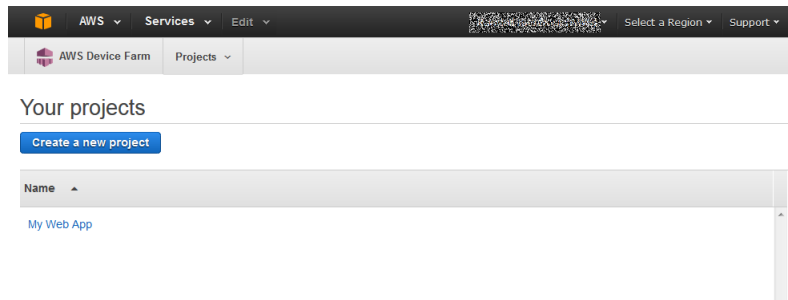 AWS Services Edit Select a Region Support
AWS Device Farm Projects
Your projects
Create a new project
Name
My Web App